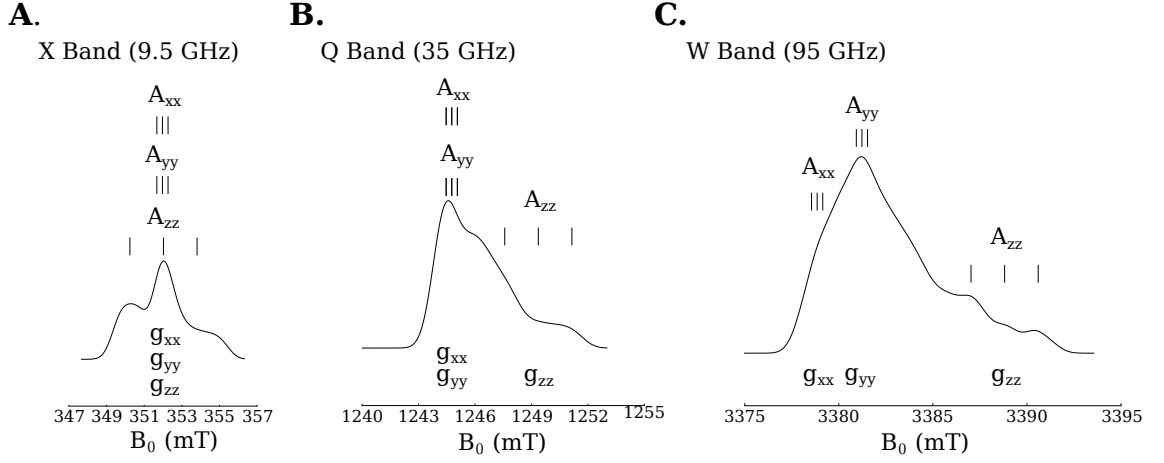 A.
X Band (9.5 GHz)
Axx
Ayy
Azz
gxx
gyy
gzz
347 349 351 353 355 357
B0 (mT)
B.
Q Band (35 GHz)
Axx
Ayy
Azz
gxx
gyy
gzz
1240 1244 1246 1249 1251 1255
B0 (mT)
C.
W Band (95 GHz)
Axx
Ayy
Azz
gxx
gyy
gzz
3375 3380 3385 3390 3395
B0 (mT)